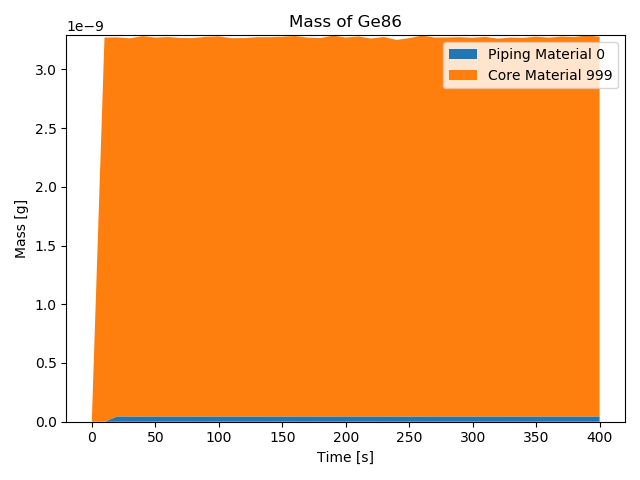 Mass of Ge86
1e−9
Piping Material 0
Core Material 999
3.0
2.5
2.0
1.5
1.0
0.5
0.0
Mass [g]
0 50 100 150 200 250 300 350 400
Time [s]